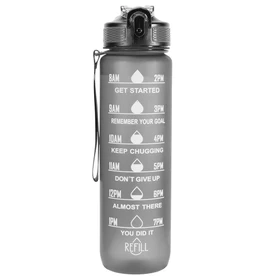 8AM 2PM
GET STARTED
9AM 3PM
REMEMBER YOUR GOAL
10AM 4PM
KEEP CHUGGING
11AM 5PM
DON'T GIVE UP
12PM 6PM
ALMOST THERE
1PM 7PM
YOU DID IT
REFILL